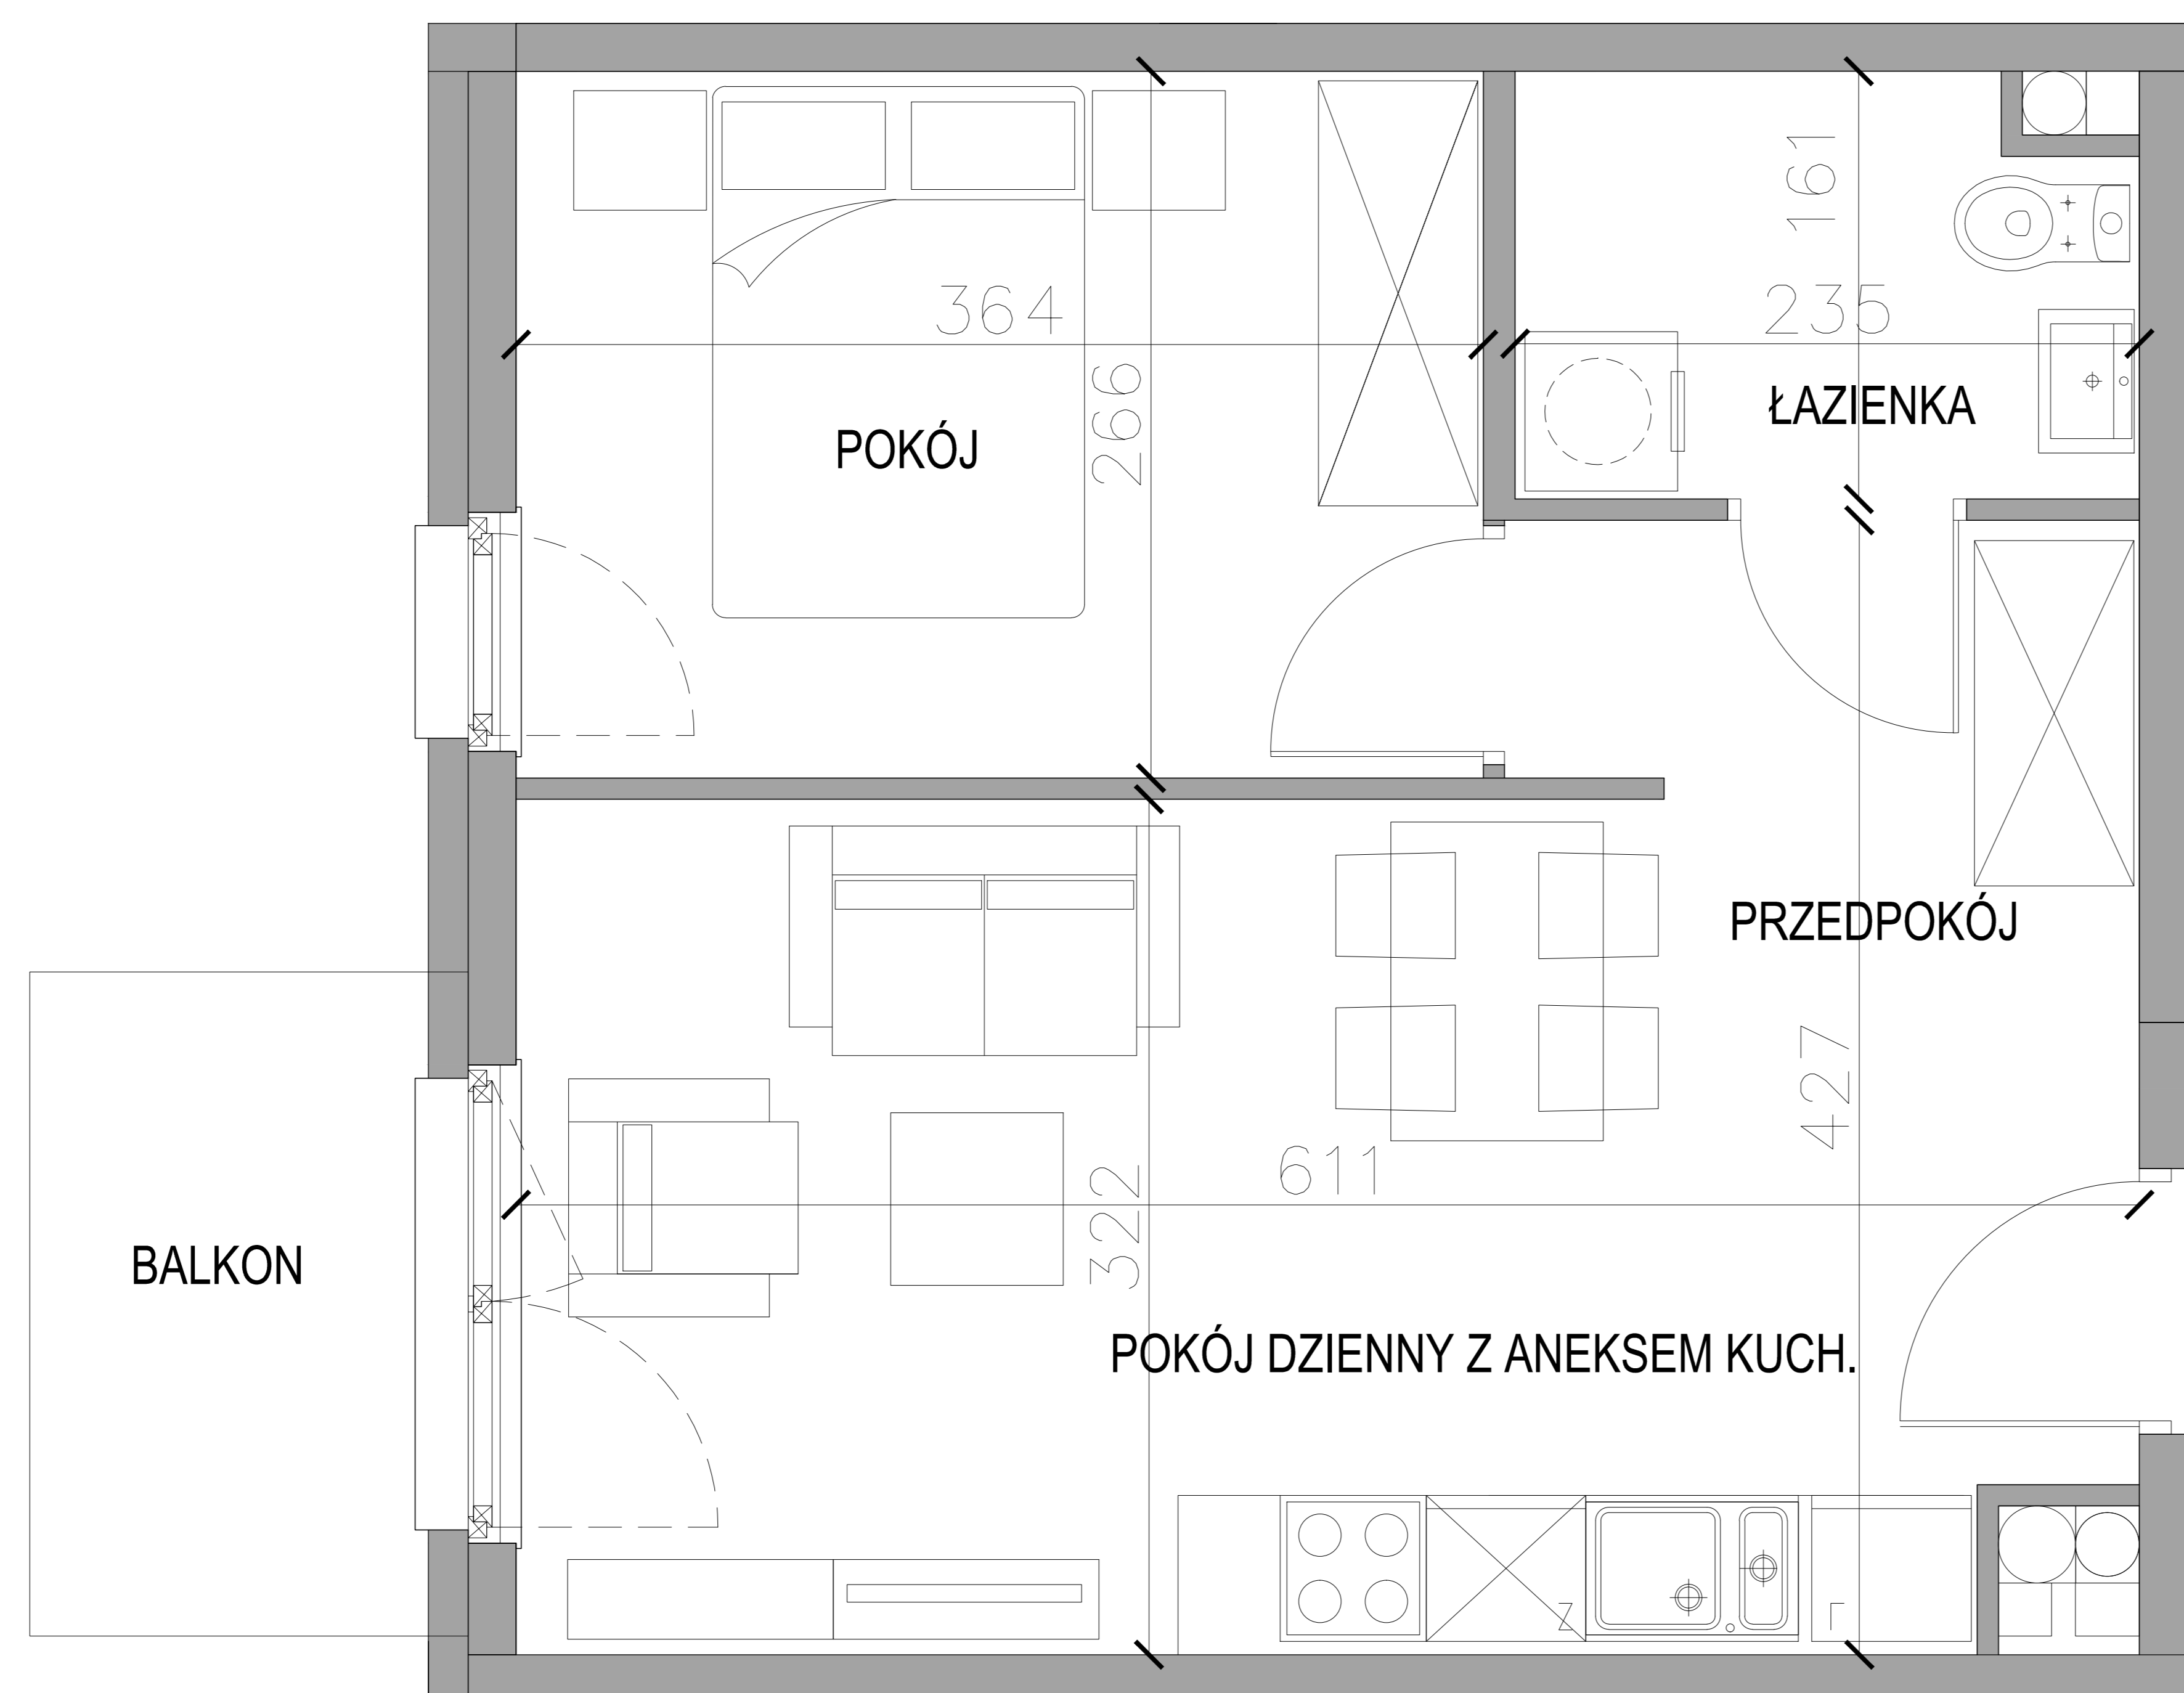 161
364
235
266
ŁAZIENKA
POKÓJ
PRZEDPOKÓJ
427
611
322
BALKON
POKÓJ DZIENNY Z ANEKSEM KUCH.
Z